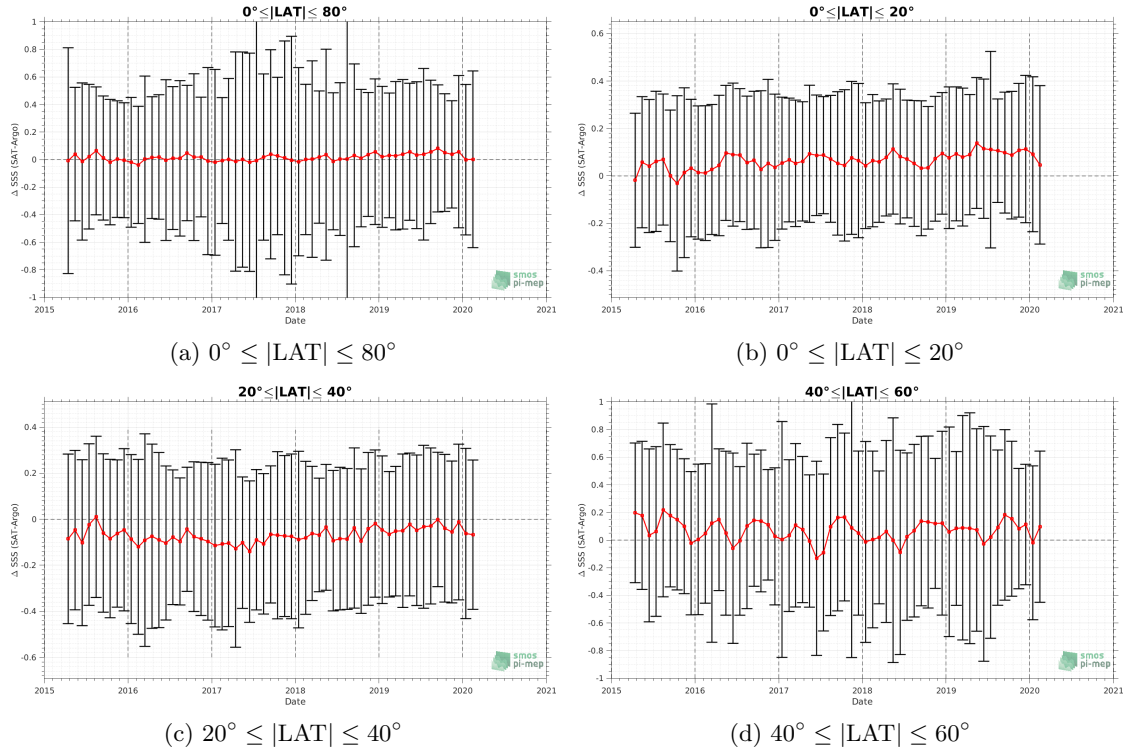 0°≤|LAT|≤ 80°
1
0.8
0.6
0.4
0.2
0
-0.2
-0.4
-0.6
-0.8
-1
Δ SSS (SAT-Argo)
2015 2016 2017 2018 2019 2020 2021
Date
smos
pi-mep
(a) 0° ≤ |LAT| ≤ 80°
0°≤|LAT|≤ 20°
0.6
0.4
0.2
0
-0.2
-0.4
Δ SSS (SAT-Argo)
2015 2016 2017 2018 2019 2020 2021
Date
smos
pi-mep
(b) 0° ≤ |LAT| ≤ 20°
20°≤|LAT|≤ 40°
0.4
0.2
0
-0.2
-0.4
-0.6
Δ SSS (SAT-Argo)
2015 2016 2017 2018 2019 2020 2021
Date
smos
pi-mep
(c) 20° ≤ |LAT| ≤ 40°
40°≤|LAT|≤ 60°
1
0.8
0.6
0.4
0.2
0
-0.2
-0.4
-0.6
-0.8
-1
Δ SSS (SAT-Argo)
2015 2016 2017 2018 2019 2020 2021
Date
smos
pi-mep
(d) 40° ≤ |LAT| ≤ 60°